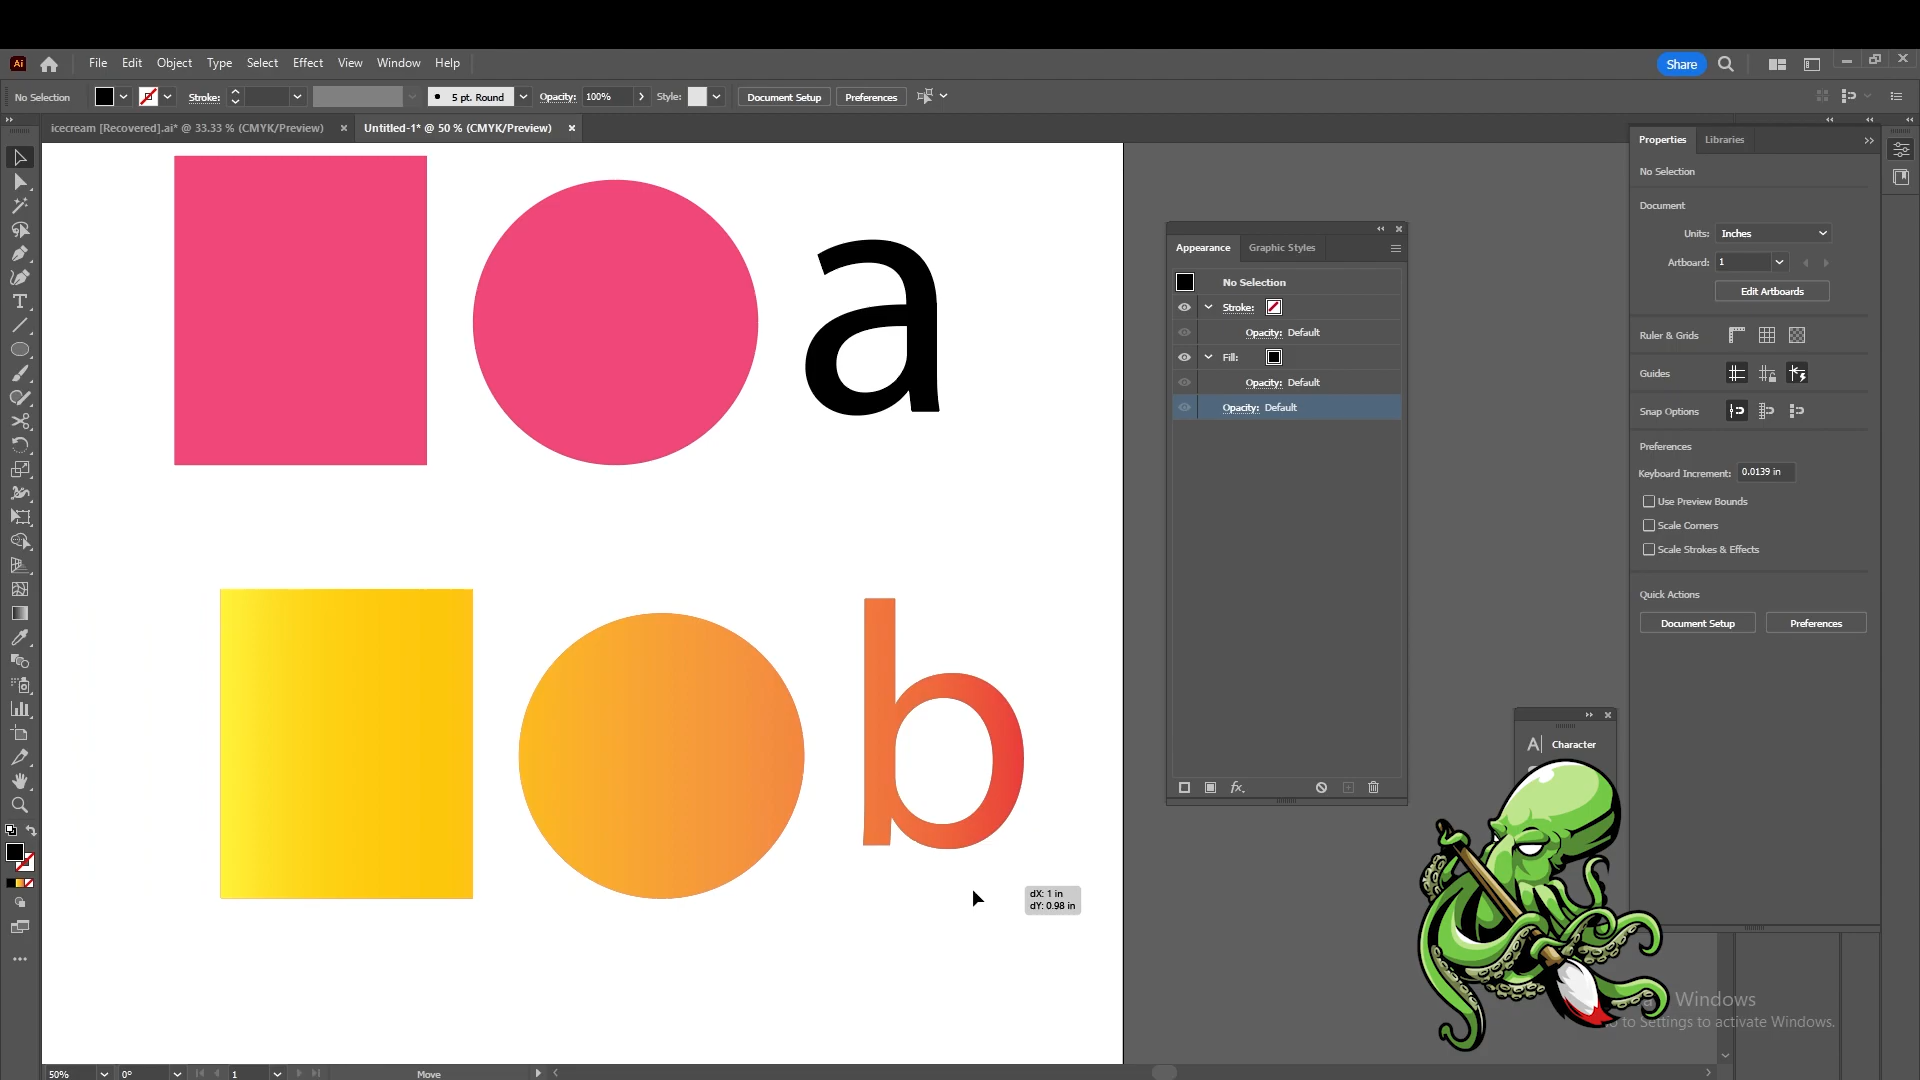 Ai File Edit Object Type Select Effect View Window Help Share
No Selection Stroke: 5 pt. Round Opacity: 100% Style: Document Setup Preferences
icecream [Recovered].ai* @ 33.33 % (CMYK/Preview) × Untitled-1* @ 50 % (CMYK/Preview) ×
Properties Libraries
No Selection
Document
Units: Inches
Artboard: 1
Edit Artboards
Ruler & Grids
Guides
Snap Options
Preferences
Keyboard Increment: 0.0139 in
Use Preview Bounds
Scale Corners
Scale Strokes & Effects
Quick Actions
Document Setup Preferences
Appearance Graphic Styles
No Selection
Stroke:
Opacity: Default
Fill:
Opacity: Default
Opacity: Default
fx.
a
b
dX: 1 in
dY: 0.98 in
A Character
Windows
to Settings to activate Windows.
50% 0° 1 Move